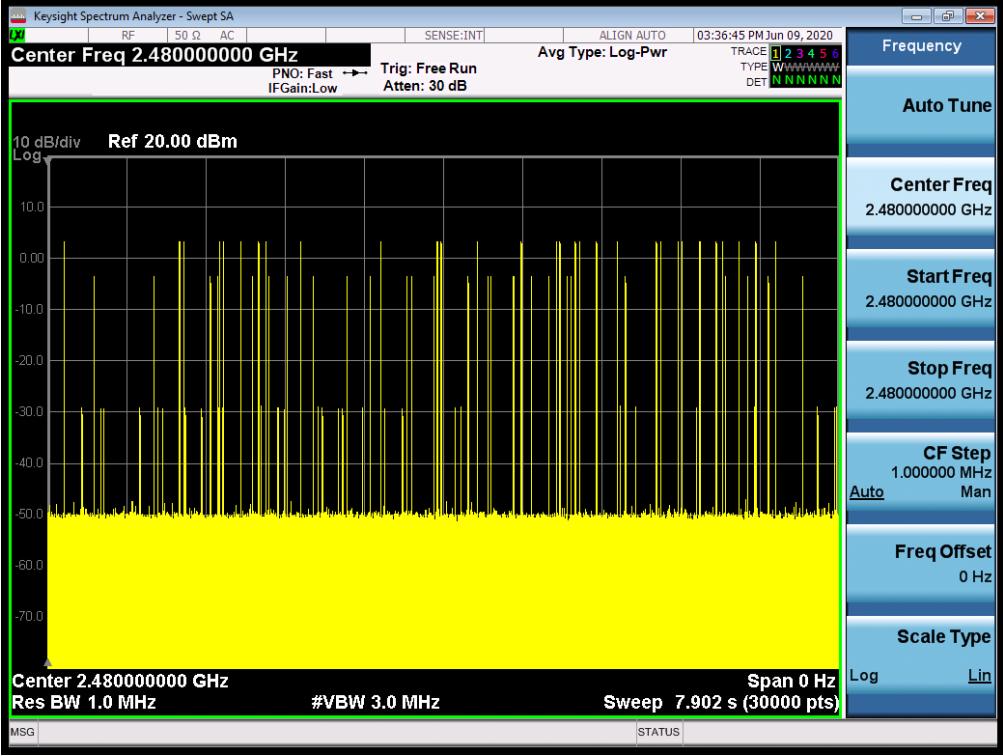 Keysight Spectrum Analyzer - Swept SA
LXI RF 50 Ω AC SENSE:INT ALIGN AUTO 03:36:45 PM Jun 09, 2020
Center Freq 2.480000000 GHz
PNO: Fast
IFGain:Low
Trig: Free Run
Atten: 30 dB
Avg Type: Log-Pwr
TRACE 1 2 3 4 5 6
TYPE WWWWWW
DET N N N N N N
10 dB/div Ref 20.00 dBm
Log
10.0
0.00
-10.0
-20.0
-30.0
-40.0
-50.0
-60.0
-70.0
Center 2.480000000 GHz Span 0 Hz
Res BW 1.0 MHz #VBW 3.0 MHz Sweep 7.902 s (30000 pts)
MSG STATUS
Frequency
Auto Tune
Center Freq
2.480000000 GHz
Start Freq
2.480000000 GHz
Stop Freq
2.480000000 GHz
CF Step
1.000000 MHz
Auto Man
Freq Offset
0 Hz
Scale Type
Log Lin